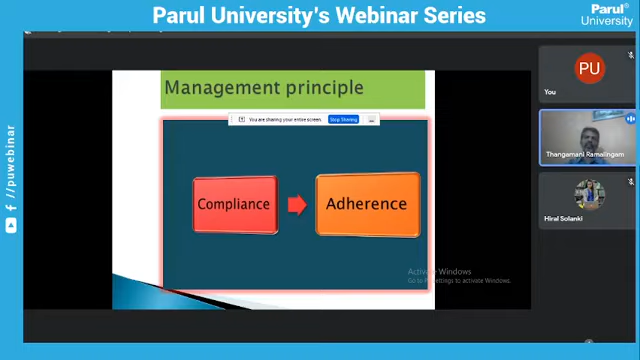 Parul University's Webinar Series
Parul®
University
Management principle
You are sharing your entire screen.
Stop Sharing
Compliance
Adherence
Activate Windows
Go to PC settings to activate Windows.
PU
You
Thangamani Ramalingam
Hiral Solanki
/puwebinar